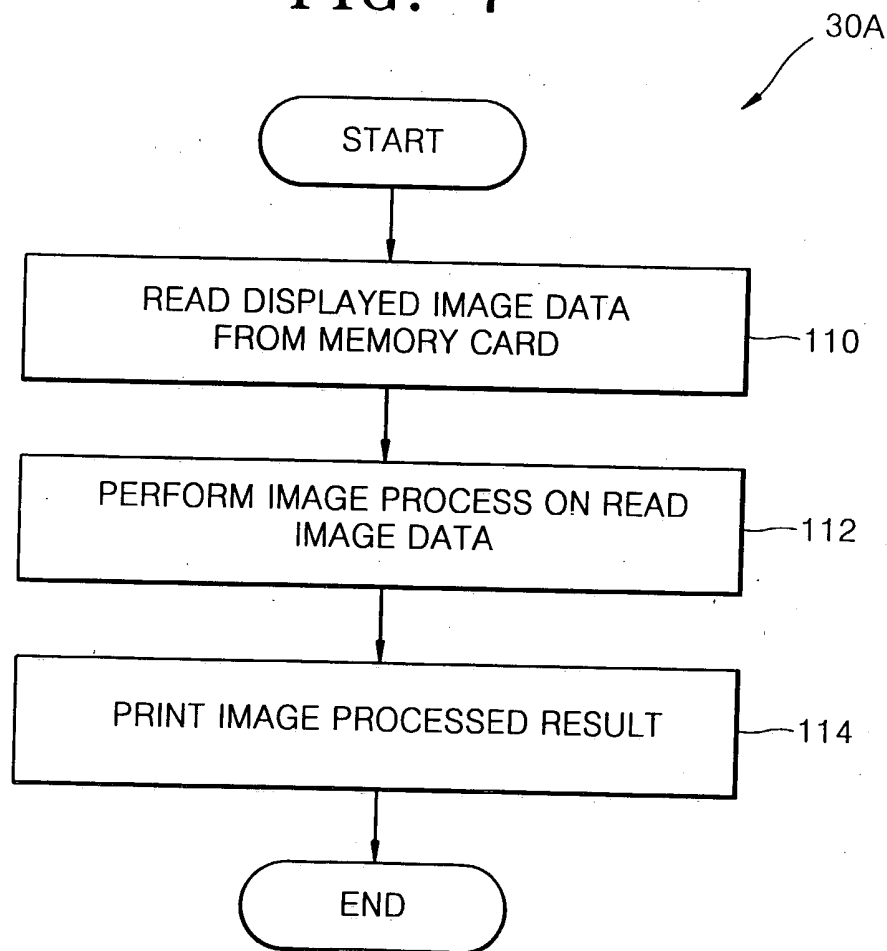 FIG.
30A
START
READ DISPLAYED IMAGE DATA
FROM MEMORY CARD
110
PERFORM IMAGE PROCESS ON READ
IMAGE DATA
112
PRINT IMAGE PROCESSED RESULT
114
END